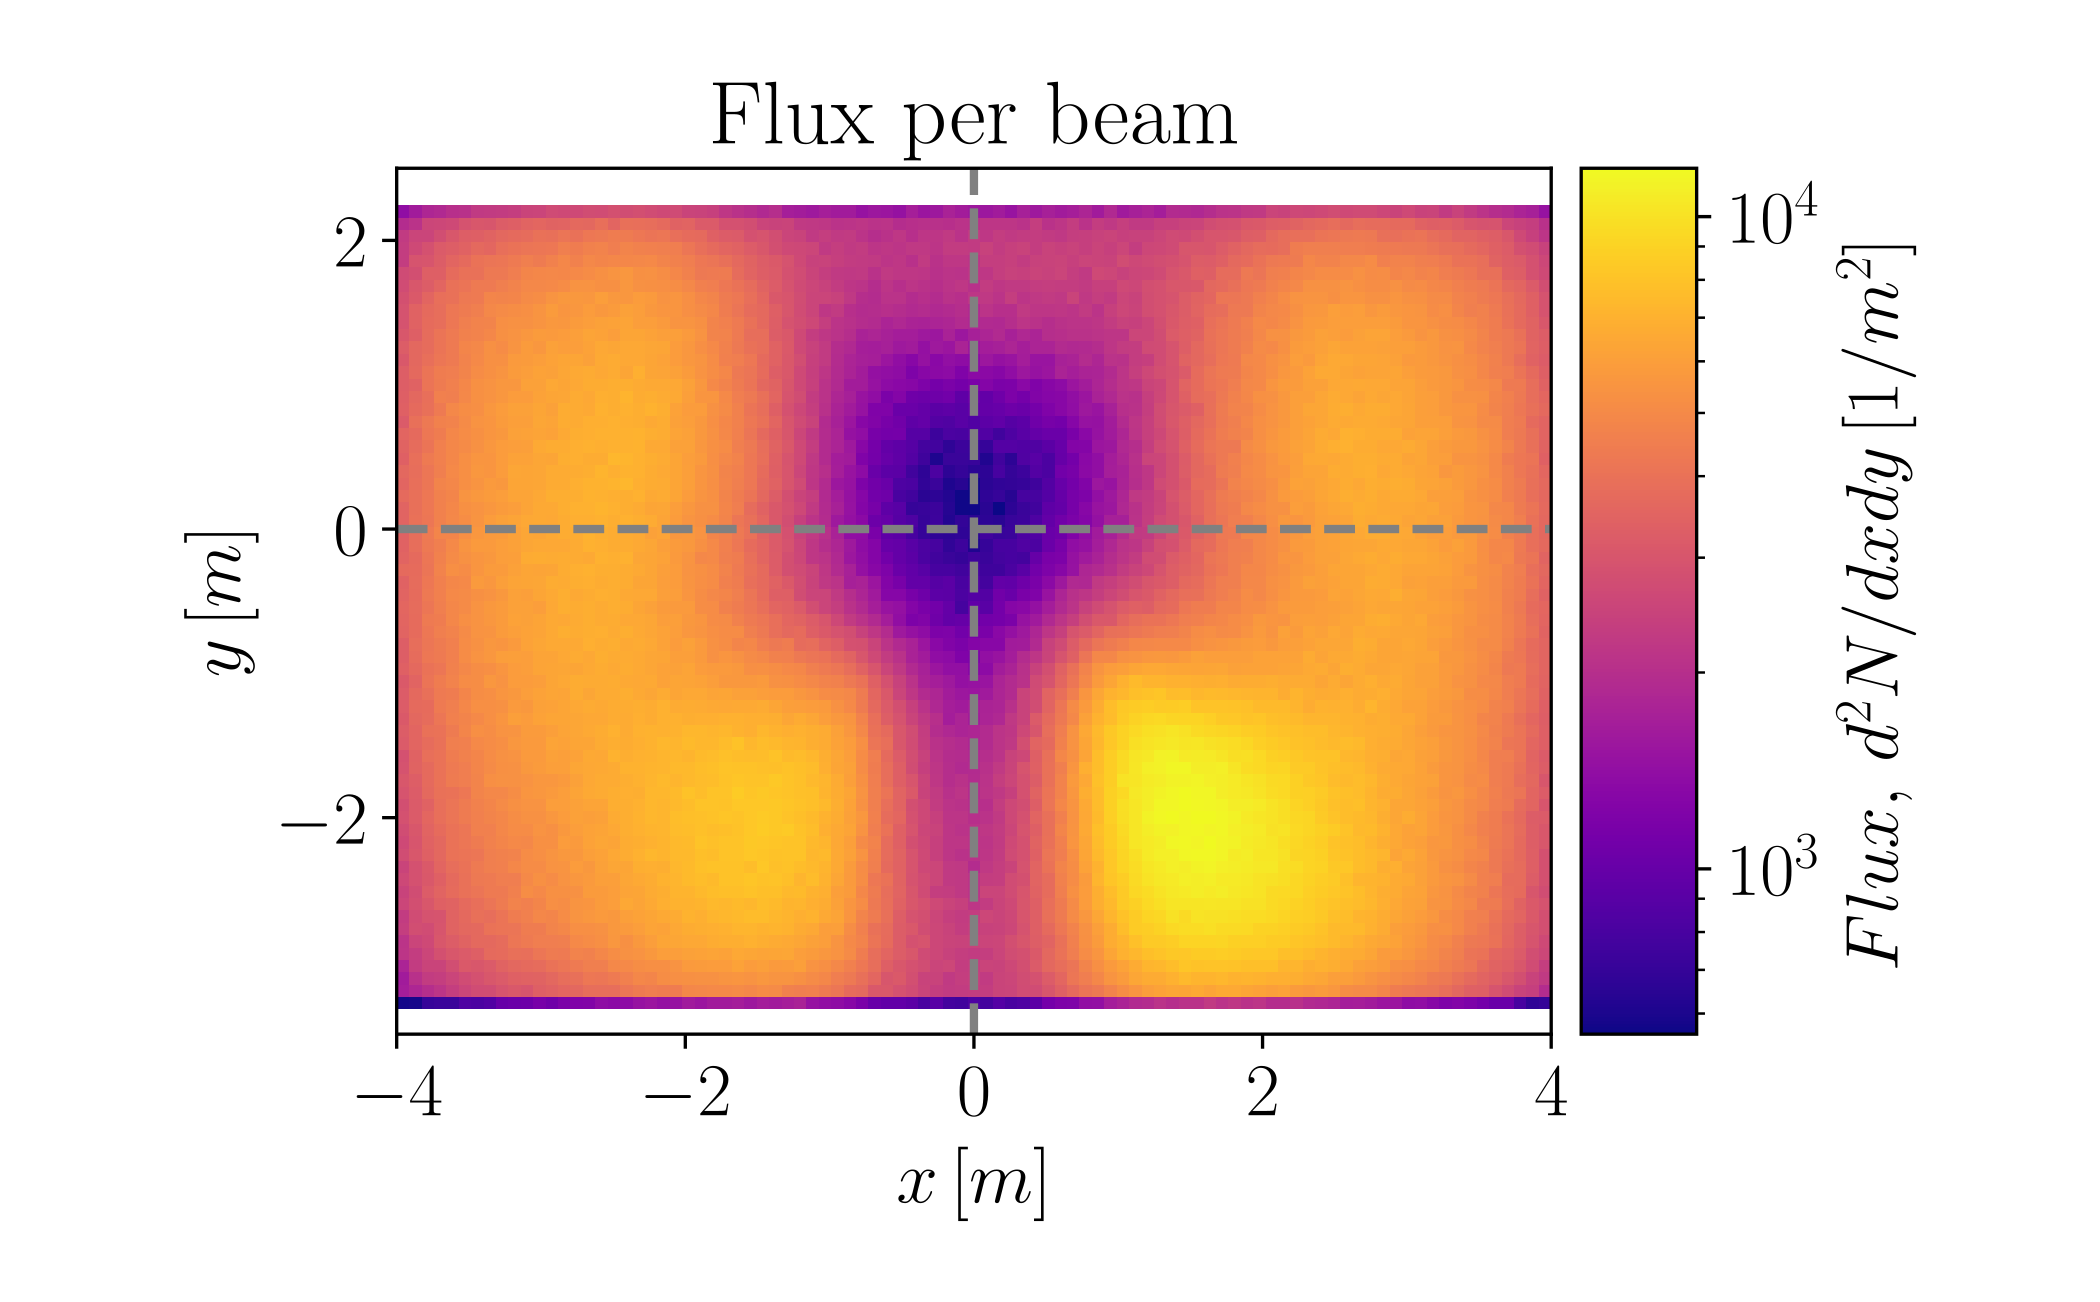 Flux per beam
2
0
−2
y [m]
−4 −2 0 2 4
x [m]
10^4
10^3
Flux, d^2N/dxdy [1/m^2]